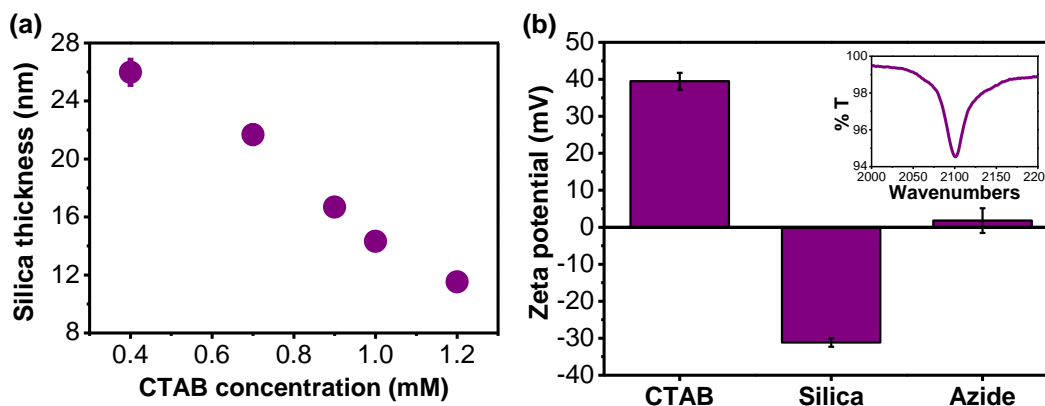 (a)
28
24
20
16
12
8
Silica thickness (nm)
0.4 0.6 0.8 1.0 1.2
CTAB concentration (mM)
(b)
50
40
30
20
10
0
-10
-20
-30
-40
Zeta potential (mV)
CTAB Silica Azide
100
98
96
94
% T
2000 2050 2100 2150 220
Wavenumbers